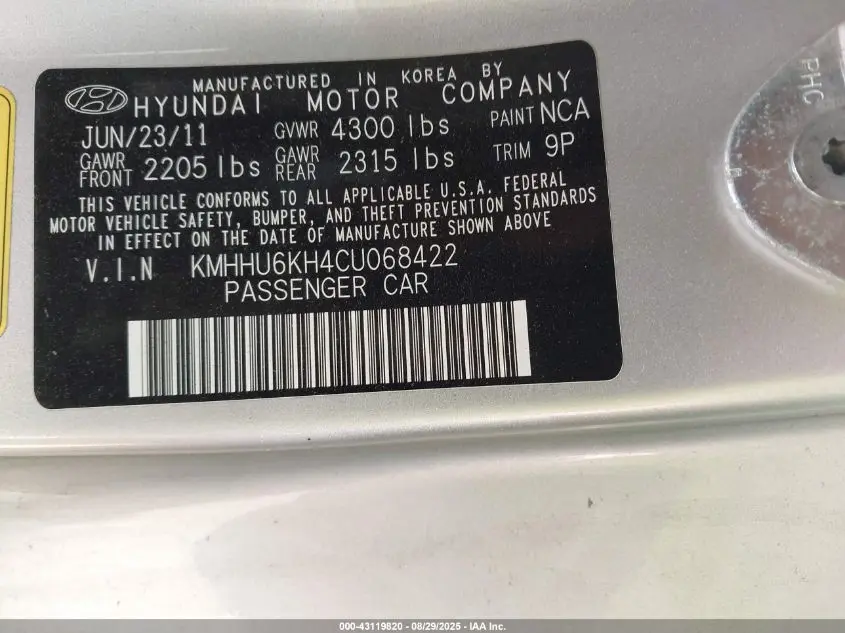 MANUFACTURED IN KOREA BY
HYUNDAI MOTOR COMPANY
JUN/23/11 GVWR 4300 lbs PAINT NCA
GAWR FRONT 2205 lbs GAWR REAR 2315 lbs TRIM 9P
THIS VEHICLE CONFORMS TO ALL APPLICABLE U.S.A. FEDERAL
MOTOR VEHICLE SAFETY, BUMPER, AND THEFT PREVENTION STANDARDS
IN EFFECT ON THE DATE OF MANUFACTURE SHOWN ABOVE
V.I.N KMHHU6KH4CU068422
PASSENGER CAR
PHC
000-43119820 - 08/29/2025 - IAA Inc.